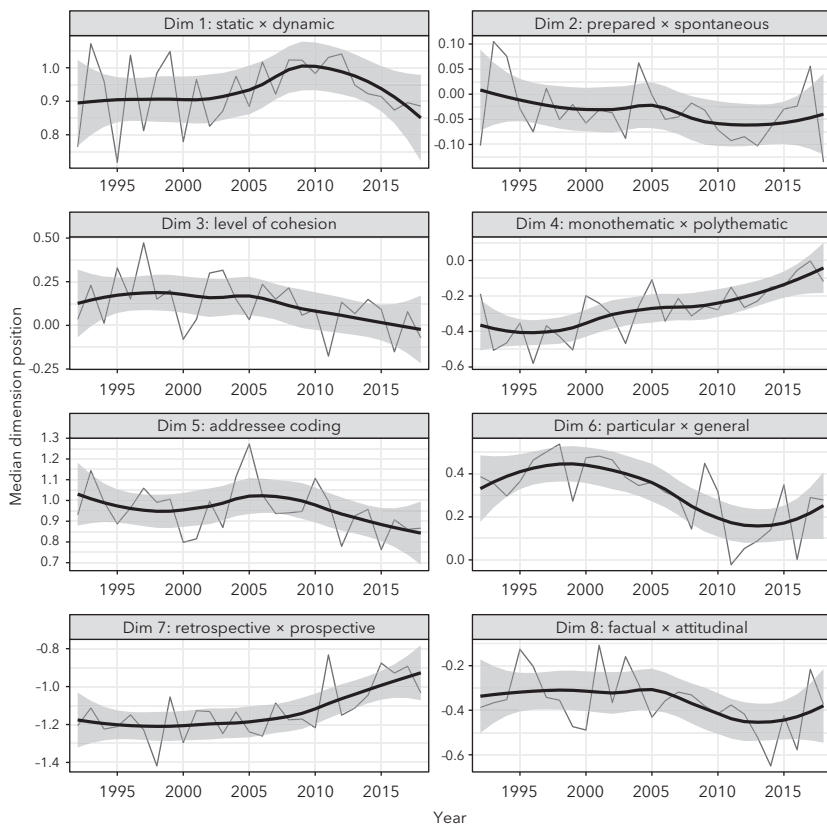 Dim 1: static × dynamic
Dim 2: prepared × spontaneous
1.0
0.9
0.8
0.10
0.05
0.00
-0.05
-0.10
1995 2000 2005 2010 2015
1995 2000 2005 2010 2015
Dim 3: level of cohesion
Dim 4: monothematic × polythematic
0.50
0.25
0.00
-0.25
0.0
-0.2
-0.4
-0.6
1995 2000 2005 2010 2015
1995 2000 2005 2010 2015
Median dimension position
Dim 5: addressee coding
Dim 6: particular × general
1.3
1.2
1.1
1.0
0.9
0.8
0.7
0.4
0.2
0.0
1995 2000 2005 2010 2015
1995 2000 2005 2010 2015
Dim 7: retrospective × prospective
Dim 8: factual × attitudinal
-0.8
-1.0
-1.2
-1.4
-0.2
-0.4
-0.6
1995 2000 2005 2010 2015
1995 2000 2005 2010 2015
Year